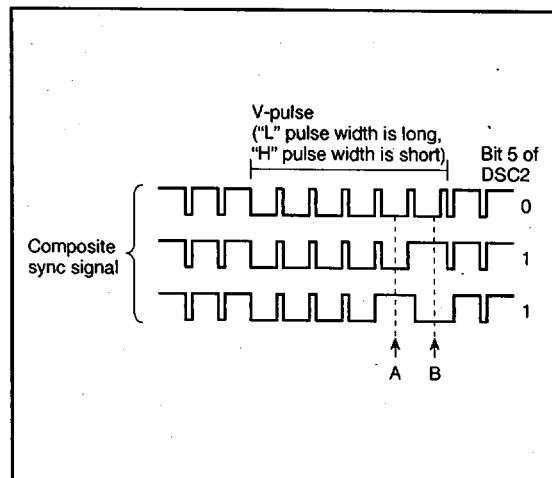 V-pulse
("L" pulse width is long,
"H" pulse width is short)
Bit 5 of
DSC2
0
Composite
sync signal
1
1
A
B